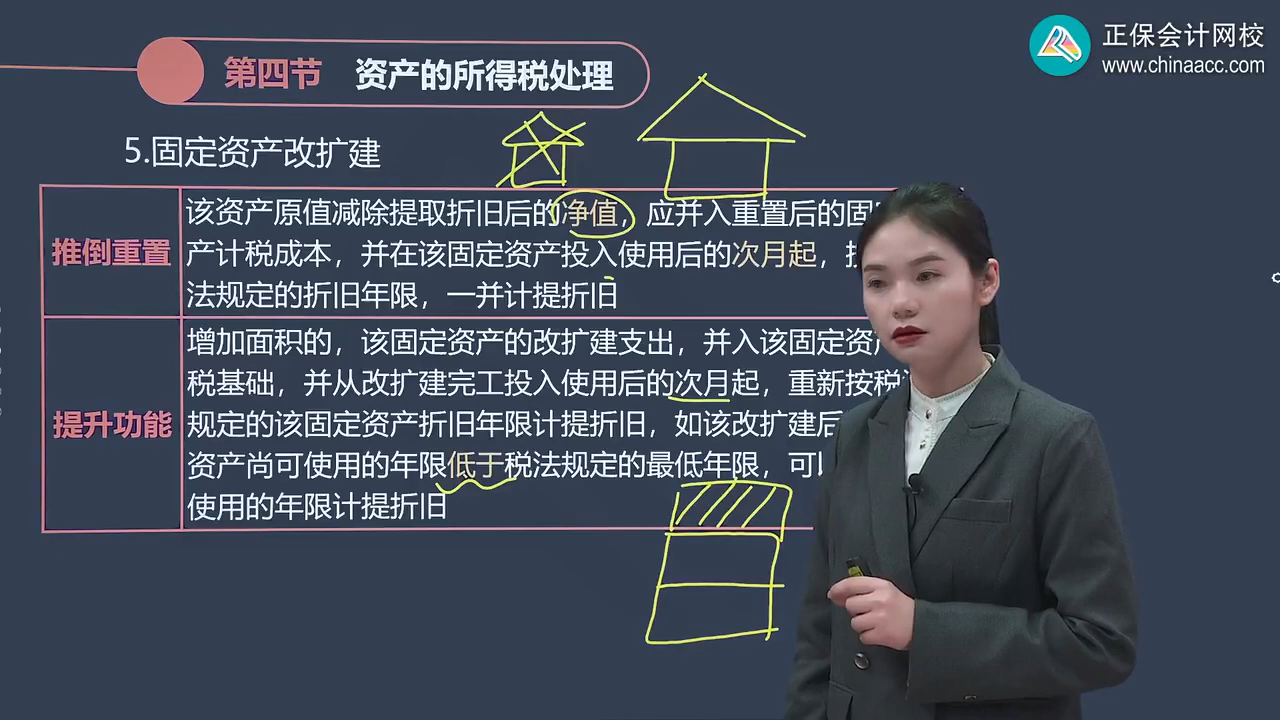 正保会计网校
www.chinaacc.com
第四节 资产的所得税处理
5.固定资产改扩建
推倒重置
该资产原值减除提取折旧后的净值，应并入重置后的固
产计税成本，并在该固定资产投入使用后的次月起，
法规定的折旧年限，一并计提折旧
提升功能
增加面积的，该固定资产的改扩建支出，并入该固定资
税基础，并从改扩建完工投入使用后的次月起，重新按税
规定的该固定资产折旧年限计提折旧，如该改扩建后
资产尚可使用的年限低于税法规定的最低年限，可
使用的年限计提折旧